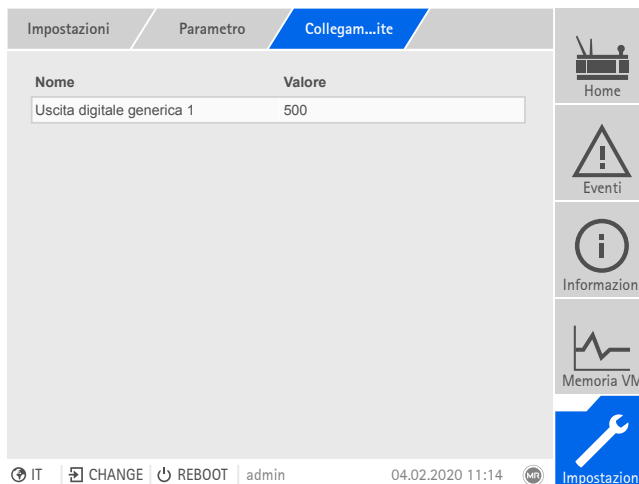 Impostazioni Parametro Collegam...ite
Nome Valore
Uscita digitale generica 1 500
Home
Eventi
Informazion
Memoria VM
Impostazion
IT CHANGE REBOOT admin 04.02.2020 11:14 MR